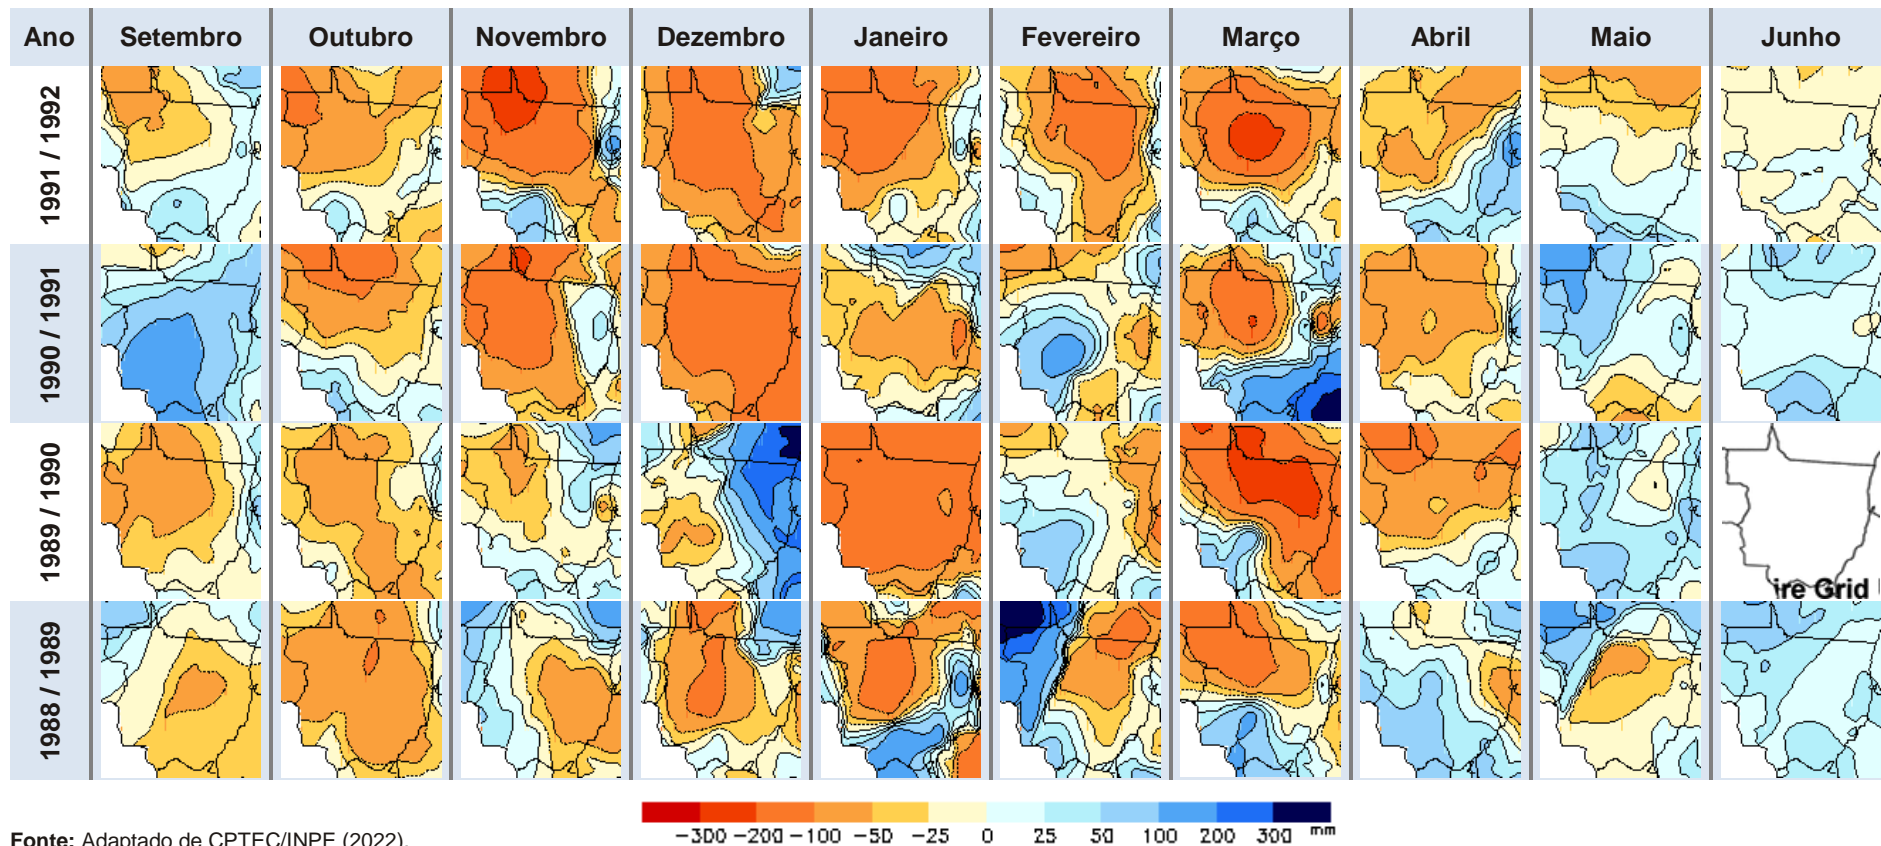 Ano Setembro Outubro Novembro Dezembro Janeiro Fevereiro Março Abril Maio Junho
1991 / 1992
1990 / 1991
1989 / 1990
ire Grid
1988 / 1989
−300 −200 −100 −50 −25 0 25 50 100 200 300 mm
Fonte: Adaptado de CPTEC/INPE (2022).